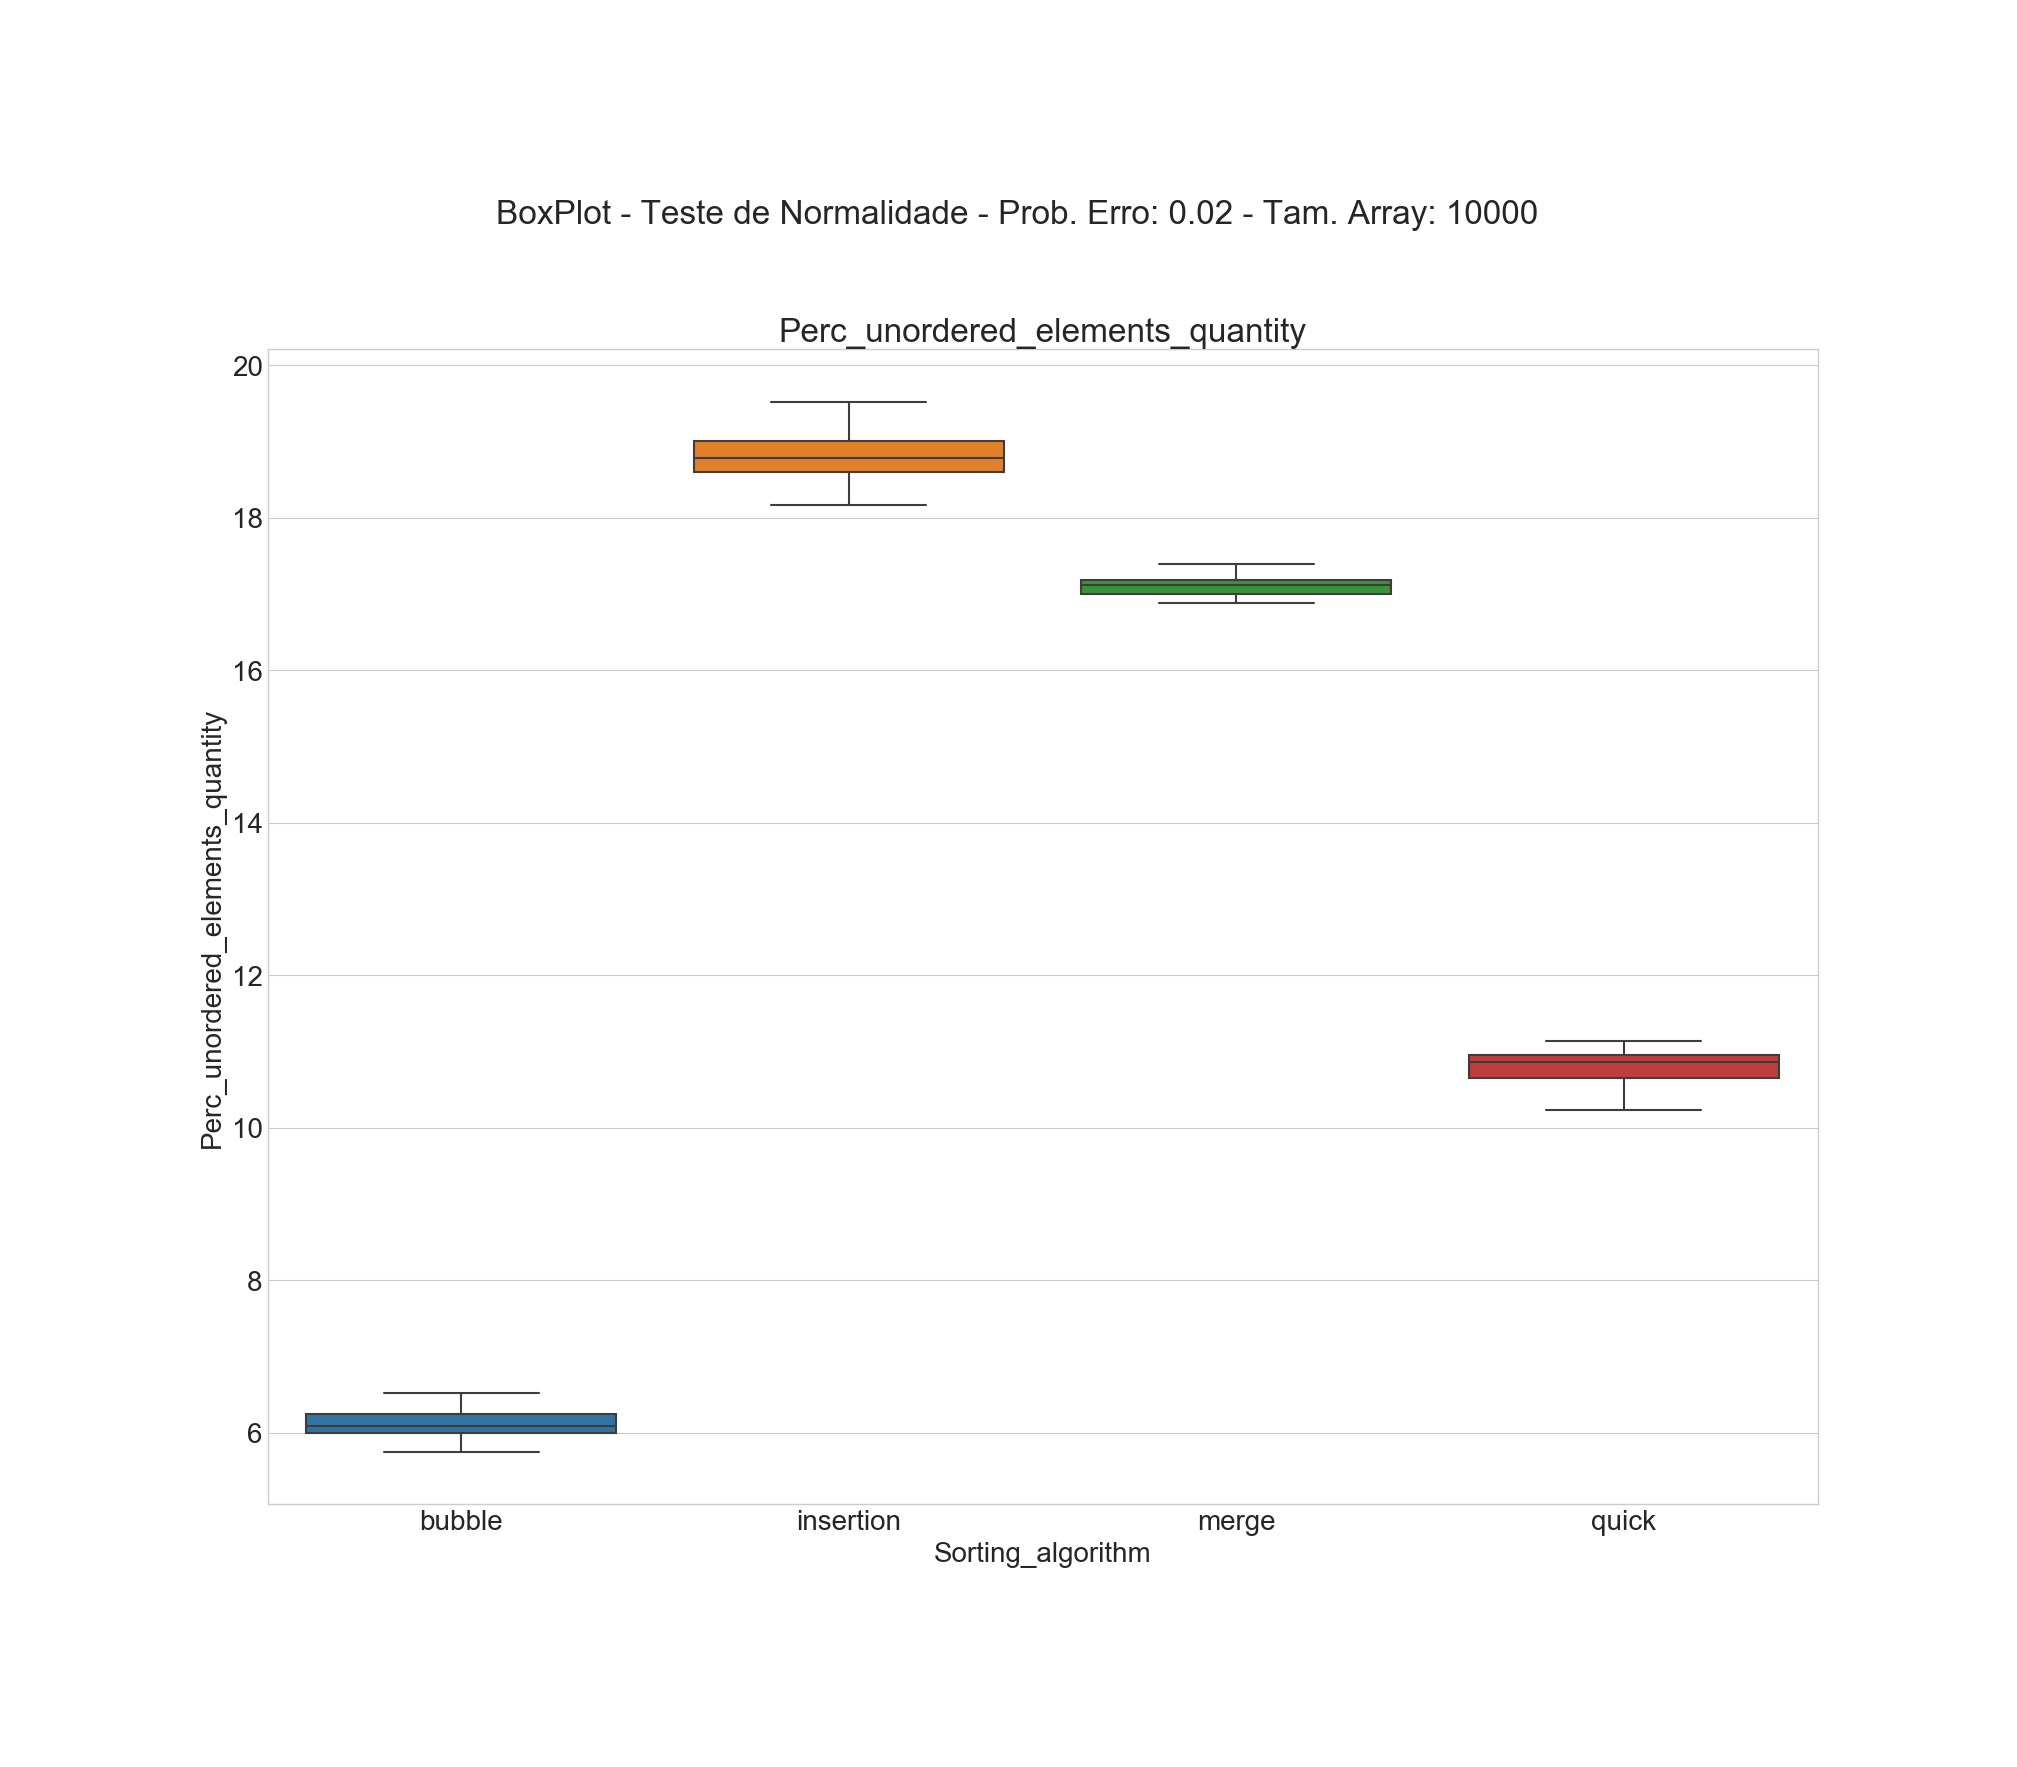 BoxPlot - Teste de Normalidade - Prob. Erro: 0.02 - Tam. Array: 10000
Perc_unordered_elements_quantity
Perc_unordered_elements_quantity
20
18
16
14
12
10
8
6
bubble insertion merge quick
Sorting_algorithm